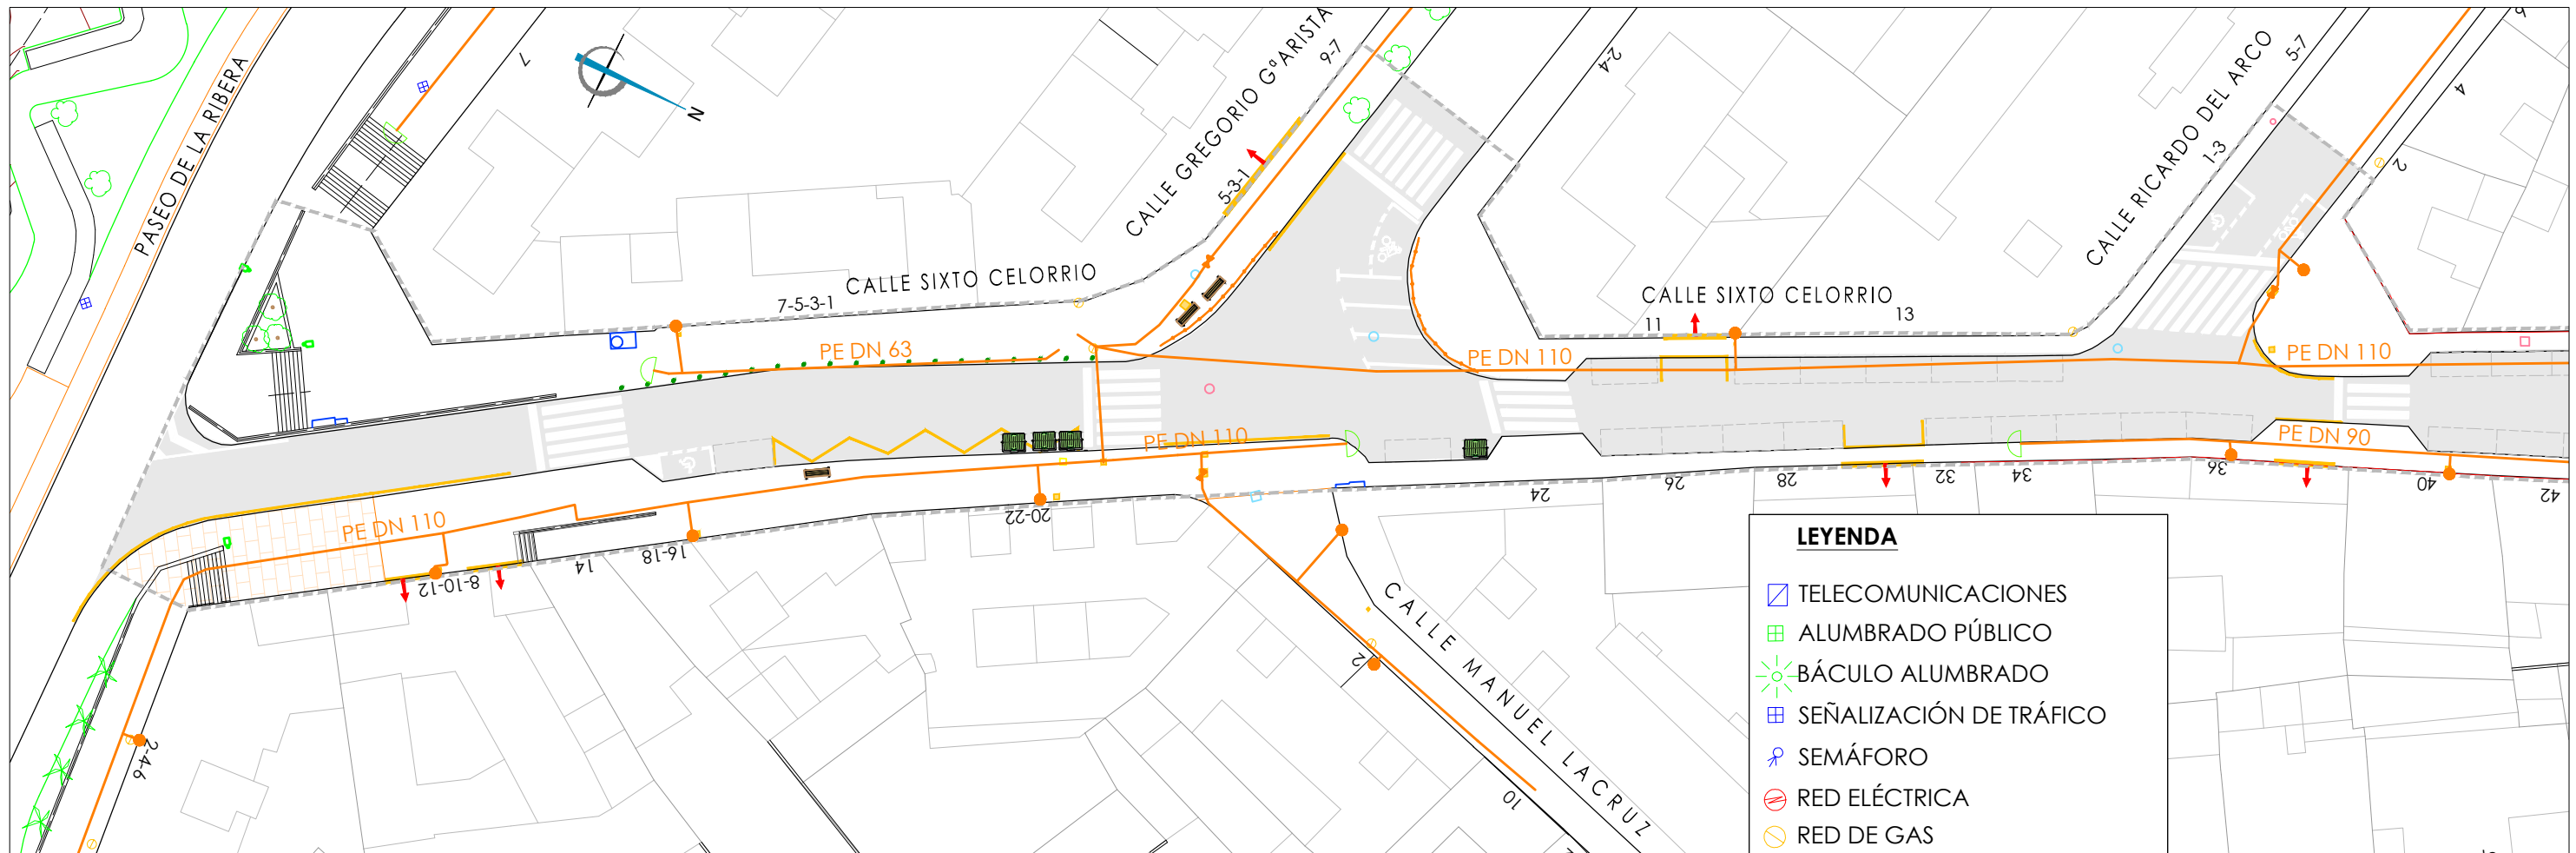 PASEO DE LA RIBERA
7
N
CALLE GREGORIO GªARISTA
9-7
5-3-1
2-4
CALLE RICARDO DEL ARCO
5-7
1-3
6
4
2
CALLE SIXTO CELORRIO
7-5-3-1
CALLE SIXTO CELORRIO
11
13
PE DN 63
PE DN 110
PE DN 110
PE DN 110
PE DN 90
PE DN 110
8-10-12
14
16-18
20-22
24
26
28
32
34
36
40
42
2-4-6
2
10
CALLE MANUEL LACRUZ
LEYENDA
TELECOMUNICACIONES
ALUMBRADO PÚBLICO
BÁCULO ALUMBRADO
SEÑALIZACIÓN DE TRÁFICO
SEMÁFORO
RED ELÉCTRICA
RED DE GAS